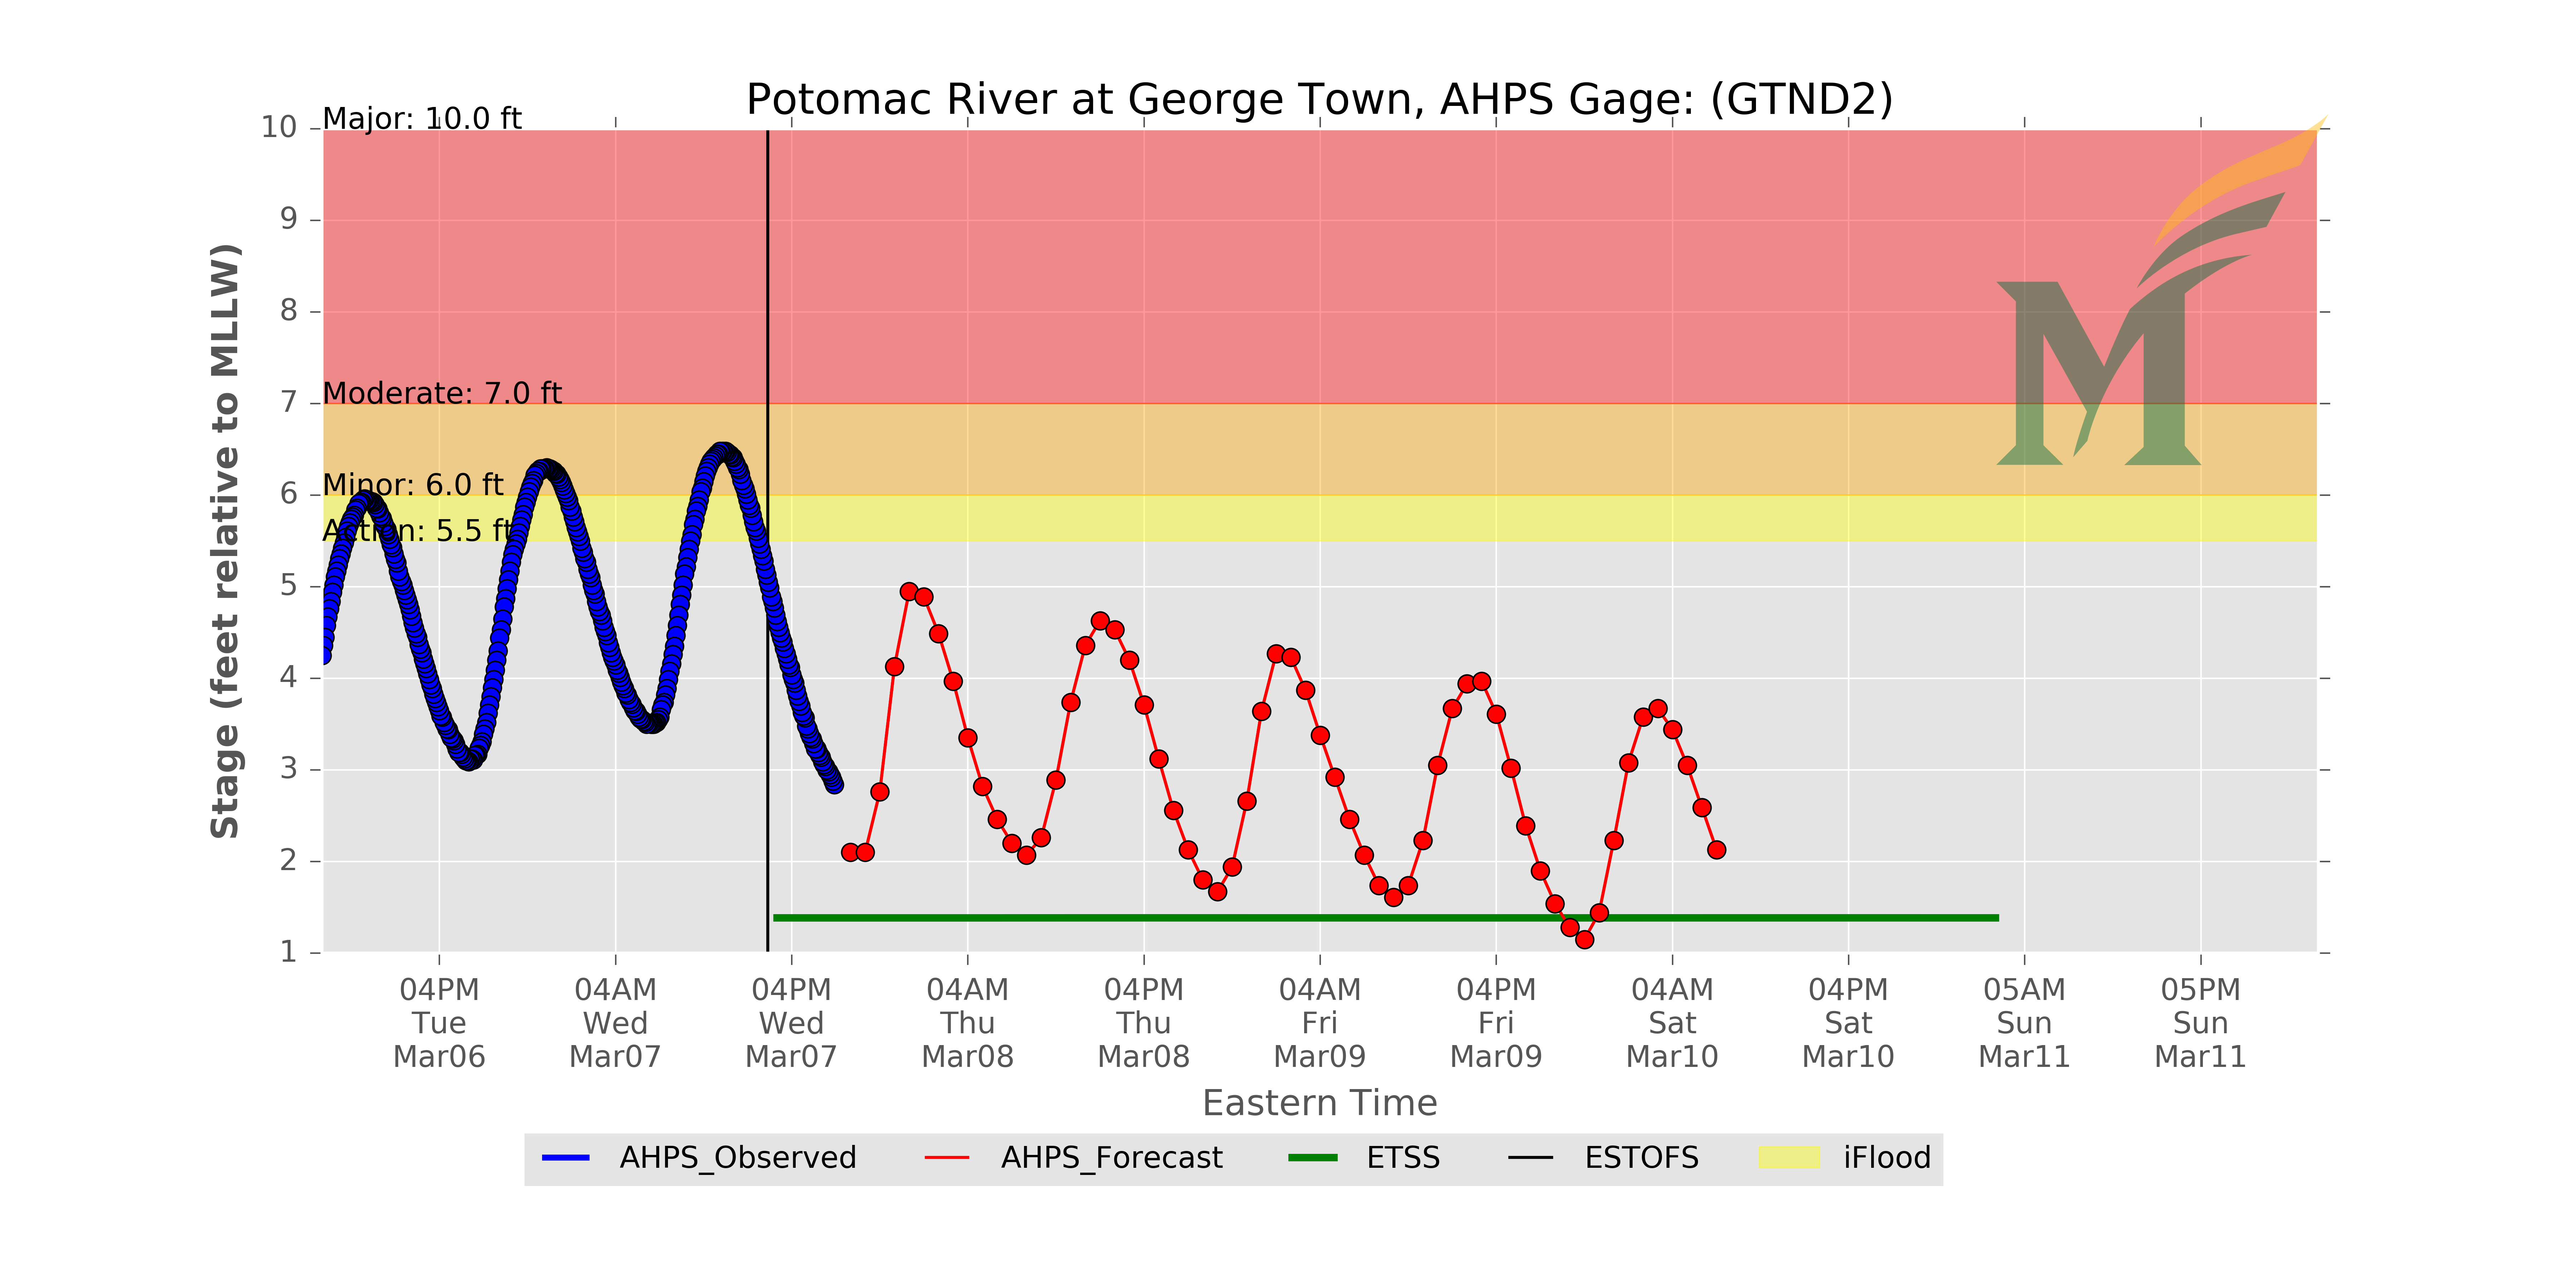 Potomac River at George Town, AHPS Gage: (GTND2)
Major: 10.0 ft
Moderate: 7.0 ft
Minor: 6.0 ft
Action: 5.5 ft
Stage (feet relative to MLLW)
10
9
8
7
6
5
4
3
2
1
04PM
Tue
Mar06
04AM
Wed
Mar07
04PM
Wed
Mar07
04AM
Thu
Mar08
04PM
Thu
Mar08
04AM
Fri
Mar09
04PM
Fri
Mar09
04AM
Sat
Mar10
04PM
Sat
Mar10
05AM
Sun
Mar11
05PM
Sun
Mar11
Eastern Time
AHPS_Observed
AHPS_Forecast
ETSS
ESTOFS
iFlood
M